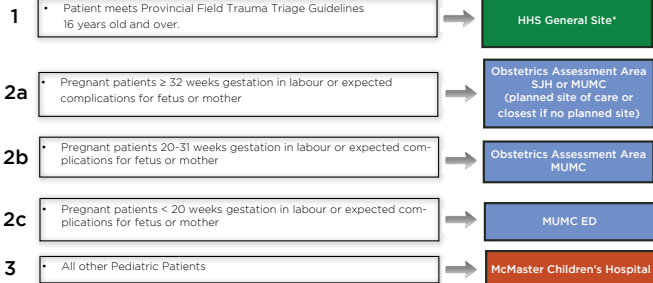 1
• Patient meets Provincial Field Trauma Triage Guidelines
16 years old and over.
HHS General Site*
2a
• Pregnant patients ≥ 32 weeks gestation in labour or expected
complications for fetus or mother
Obstetrics Assessment Area
SJH or MUMC
(planned site of care or
closest if no planned site)
2b
• Pregnant patients 20-31 weeks gestation in labour or expected com-
plications for fetus or mother
Obstetrics Assessment Area
MUMC
2c
• Pregnant patients < 20 weeks gestation in labour or expected com-
plications for fetus or mother
MUMC ED
3
• All other Pediatric Patients
McMaster Children's Hospital